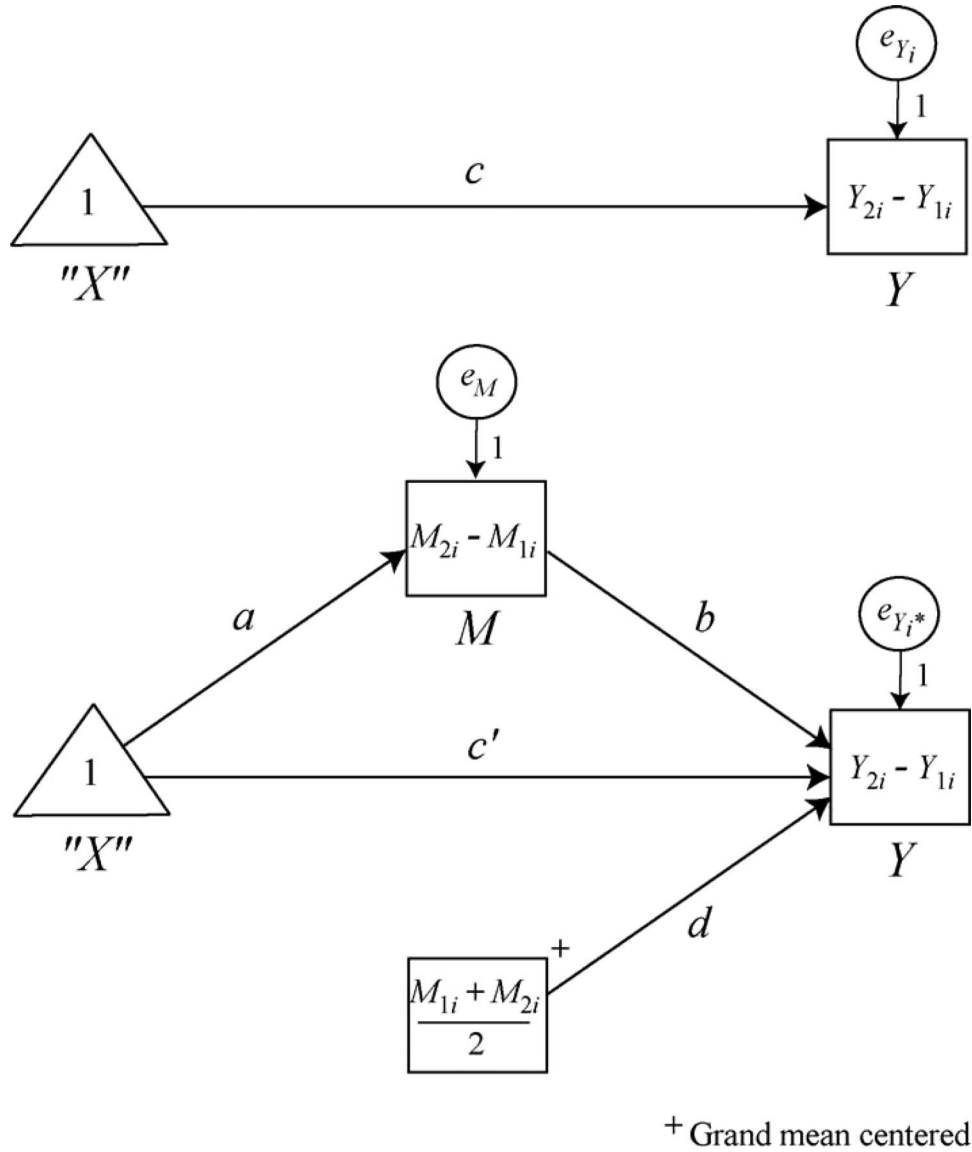 e_{Y_i}
1
c
1
Y_{2i} - Y_{1i}
"X"
Y
e_M
1
M_{2i} - M_{1i}
a
M
b
e_{Y_i*}
1
c'
1
Y_{2i} - Y_{1i}
"X"
Y
d
+
M_{1i} + M_{2i}
2
+ Grand mean centered